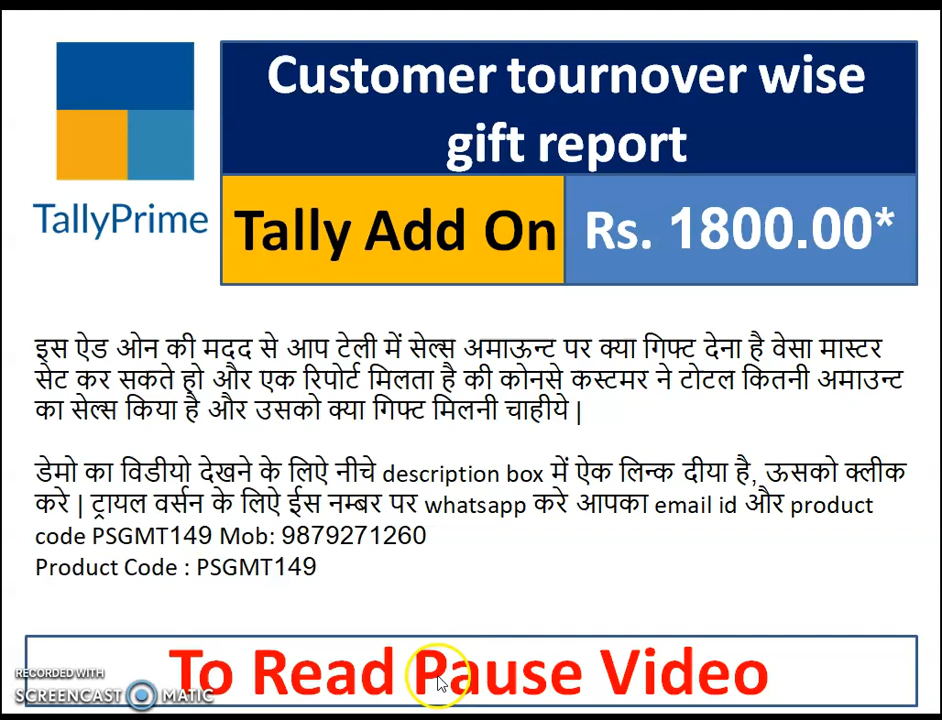 Customer tournover wise
gift report
TallyPrime
Tally Add On
Rs. 1800.00*
इस ऐड ओन की मदद से आप टेली में सेल्स अमाऊन्ट पर क्या गिफ्ट देना है वेसा मास्टर
सेट कर सकते हो और एक रिपोर्ट मिलता है की कोनसे कस्टमर ने टोटल कितनी अमाउन्ट
का सेल्स किया है और उसको क्या गिफ्ट मिलनी चाहीये |
डेमो का विडीयो देखने के लिऐ नीचे description box में ऐक लिन्क दीया है, ऊसको क्लीक
करे | ट्रायल वर्सन के लिऐ ईस नम्बर पर whatsapp करे आपका email id और product
code PSGMT149 Mob: 9879271260
Product Code : PSGMT149
To Read Pause Video
RECORDED WITH
SCREENCAST MATIC